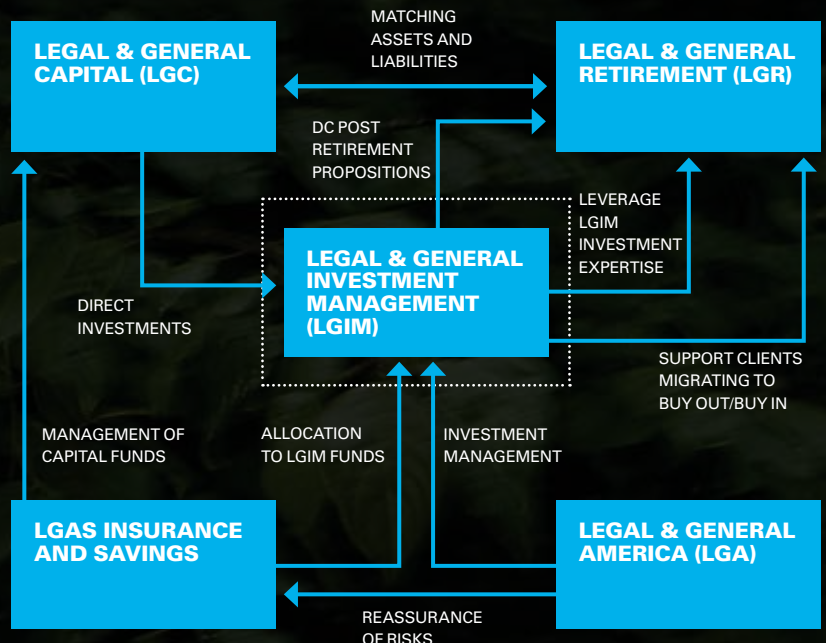 MATCHING
ASSETS AND
LIABILITIES
LEGAL & GENERAL
CAPITAL (LGC)
LEGAL & GENERAL
RETIREMENT (LGR)
DC POST
RETIREMENT
PROPOSITIONS
LEVERAGE
LGIM
INVESTMENT
EXPERTISE
LEGAL & GENERAL
INVESTMENT
MANAGEMENT
(LGIM)
DIRECT
INVESTMENTS
SUPPORT CLIENTS
MIGRATING TO
BUY OUT/BUY IN
MANAGEMENT OF
CAPITAL FUNDS
ALLOCATION
TO LGIM FUNDS
INVESTMENT
MANAGEMENT
LGAS INSURANCE
AND SAVINGS
LEGAL & GENERAL
AMERICA (LGA)
REASSURANCE
OF RISKS